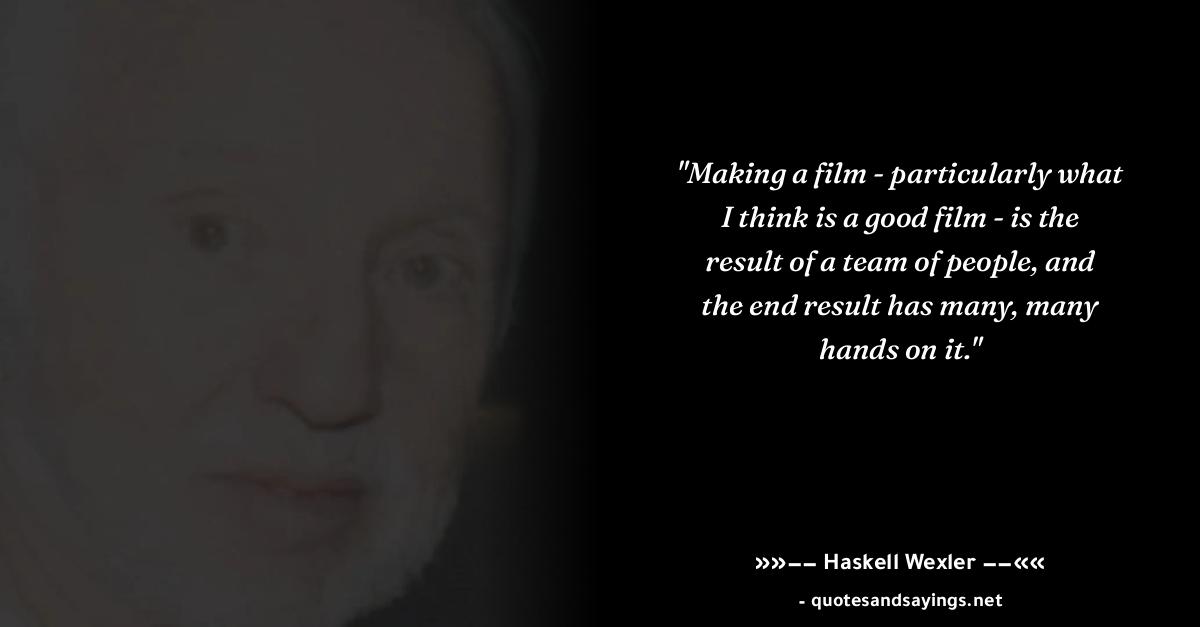 "Making a film - particularly what
I think is a good film - is the
result of a team of people, and
the end result has many, many
hands on it."
»»–– Haskell Wexler ––««
- quotesandsayings.net